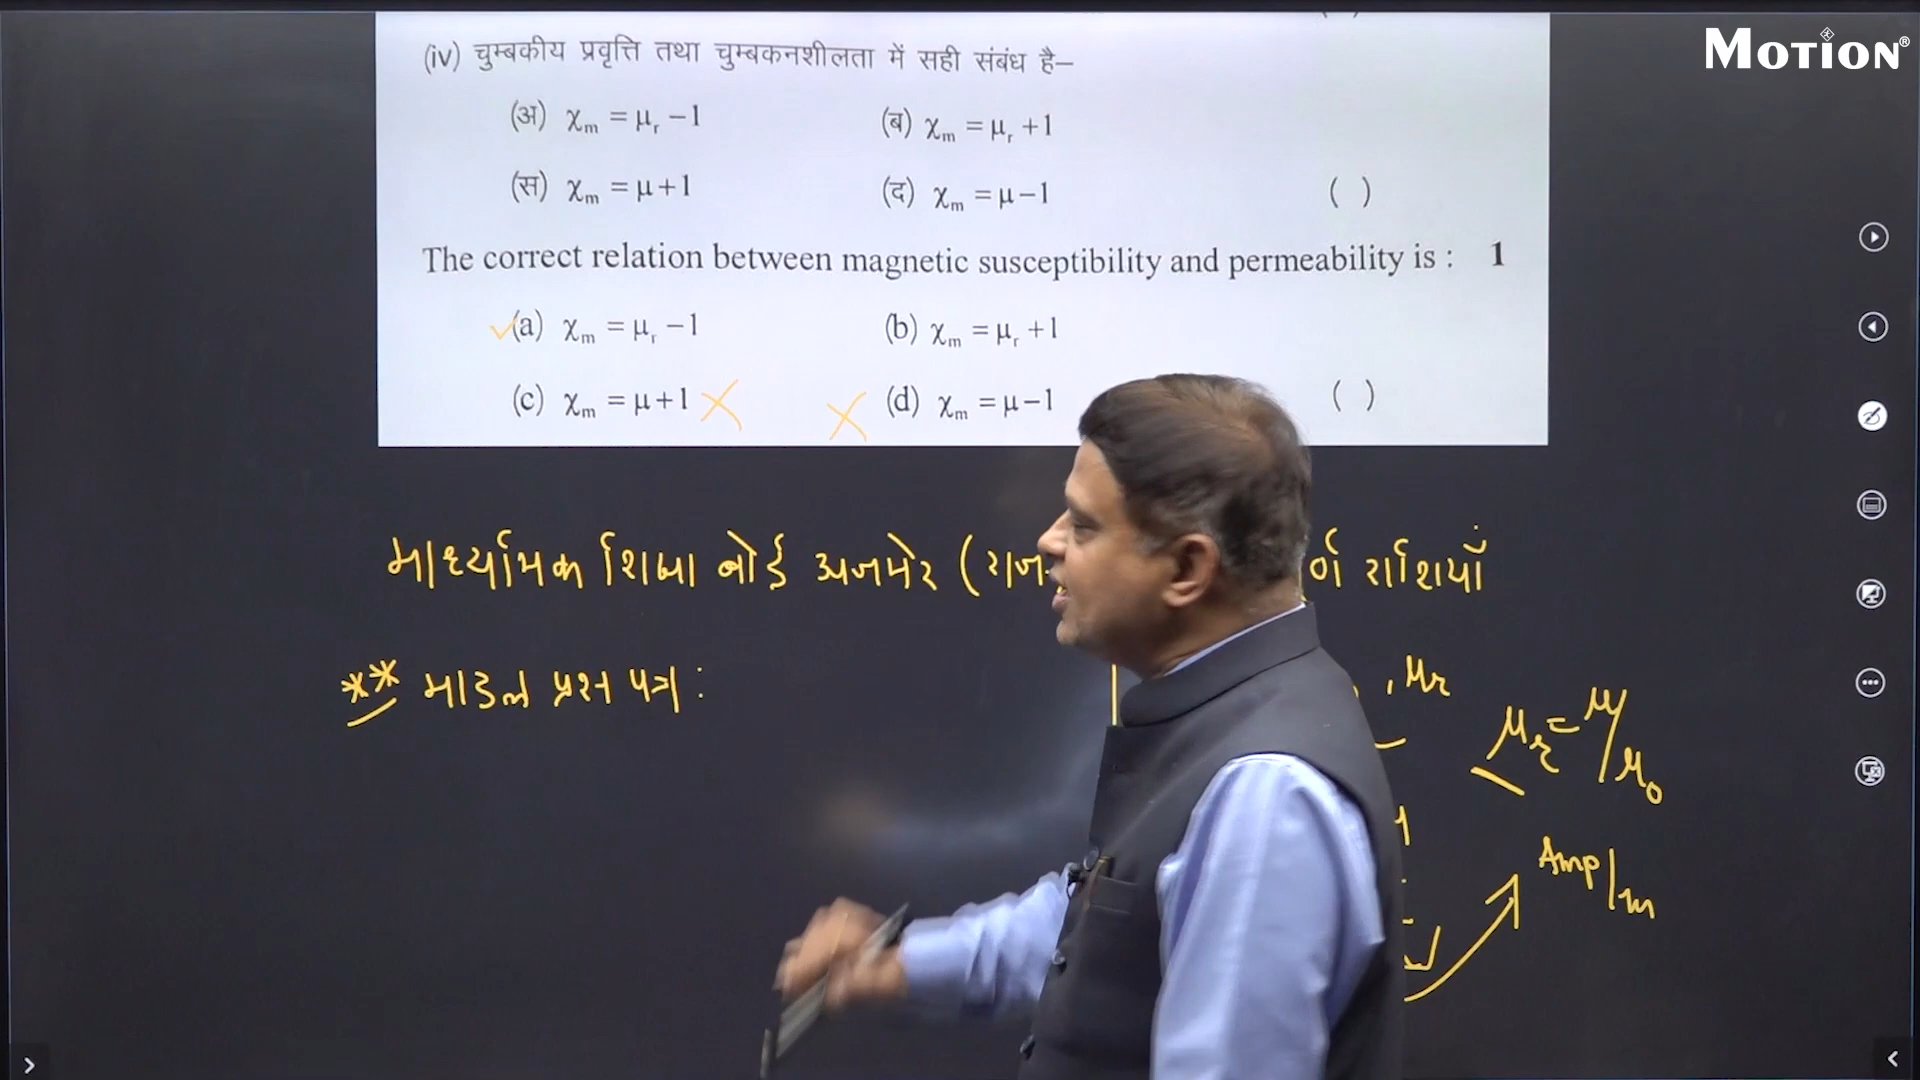 MOTION®
(iv) चुम्बकीय प्रवृत्ति तथा चुम्बकनशीलता में सही संबंध है–
(अ) χm = μr −1 (ब) χm = μr +1
(स) χm = μ+1 (द) χm = μ−1 ( )
The correct relation between magnetic susceptibility and permeability is : 1
(a) χm = μr −1 (b) χm = μr +1
(c) χm = μ+1 (d) χm = μ−1 ( )
माध्यमिक शिक्षा बोर्ड अजमेर (राज. राशियाँ
** माडल प्रश्न पत्र :
, μr
μr = μ/μ0
Amp/m